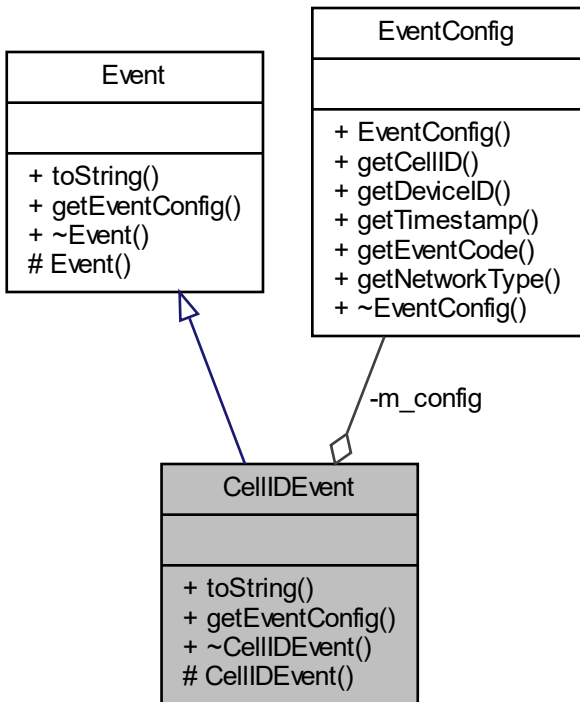 Event
+ toString()
+ getEventConfig()
+ ~Event()
# Event()
EventConfig
+ EventConfig()
+ getCellID()
+ getDeviceID()
+ getTimestamp()
+ getEventCode()
+ getNetworkType()
+ ~EventConfig()
-m_config
CellIDEvent
+ toString()
+ getEventConfig()
+ ~CellIDEvent()
# CellIDEvent()